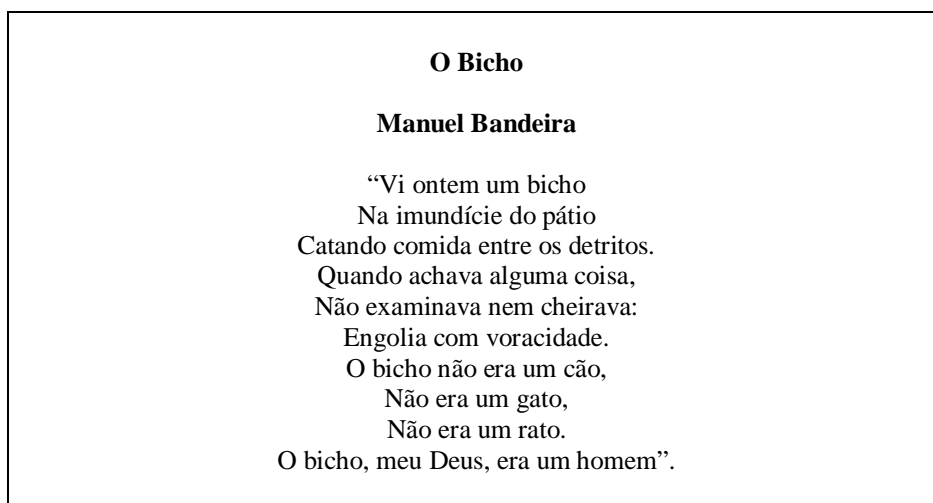 O Bicho
Manuel Bandeira
“Vi ontem um bicho
Na imundície do pátio
Catando comida entre os detritos.
Quando achava alguma coisa,
Não examinava nem cheirava:
Engolia com voracidade.
O bicho não era um cão,
Não era um gato,
Não era um rato.
O bicho, meu Deus, era um homem”.